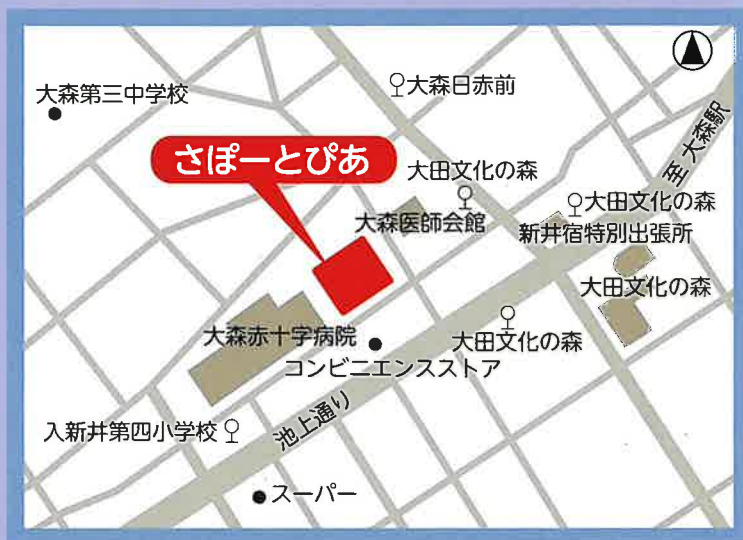 大森日赤前
大森第三中学校
さぽーとぴあ
大田文化の森
至 大森駅
大田文化の森
大森医師会館
新井宿特別出張所
大田文化の森
大森赤十字病院
大田文化の森
コンビニエンスストア
池上通り
入新井第四小学校
スーパー